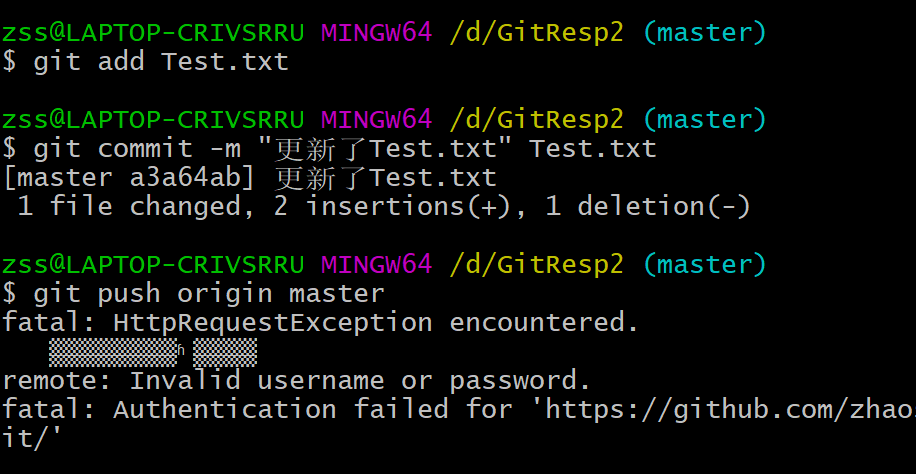 zss@LAPTOP-CRIVSRRU MINGW64 /d/GitResp2 (master)
$ git add Test.txt
zss@LAPTOP-CRIVSRRU MINGW64 /d/GitResp2 (master)
$ git commit -m "更新了Test.txt" Test.txt
[master a3a64ab] 更新了Test.txt
1 file changed, 2 insertions(+), 1 deletion(-)
zss@LAPTOP-CRIVSRRU MINGW64 /d/GitResp2 (master)
$ git push origin master
fatal: HttpRequestException encountered.
remote: Invalid username or password.
fatal: Authentication failed for 'https://github.com/zhao
it/'